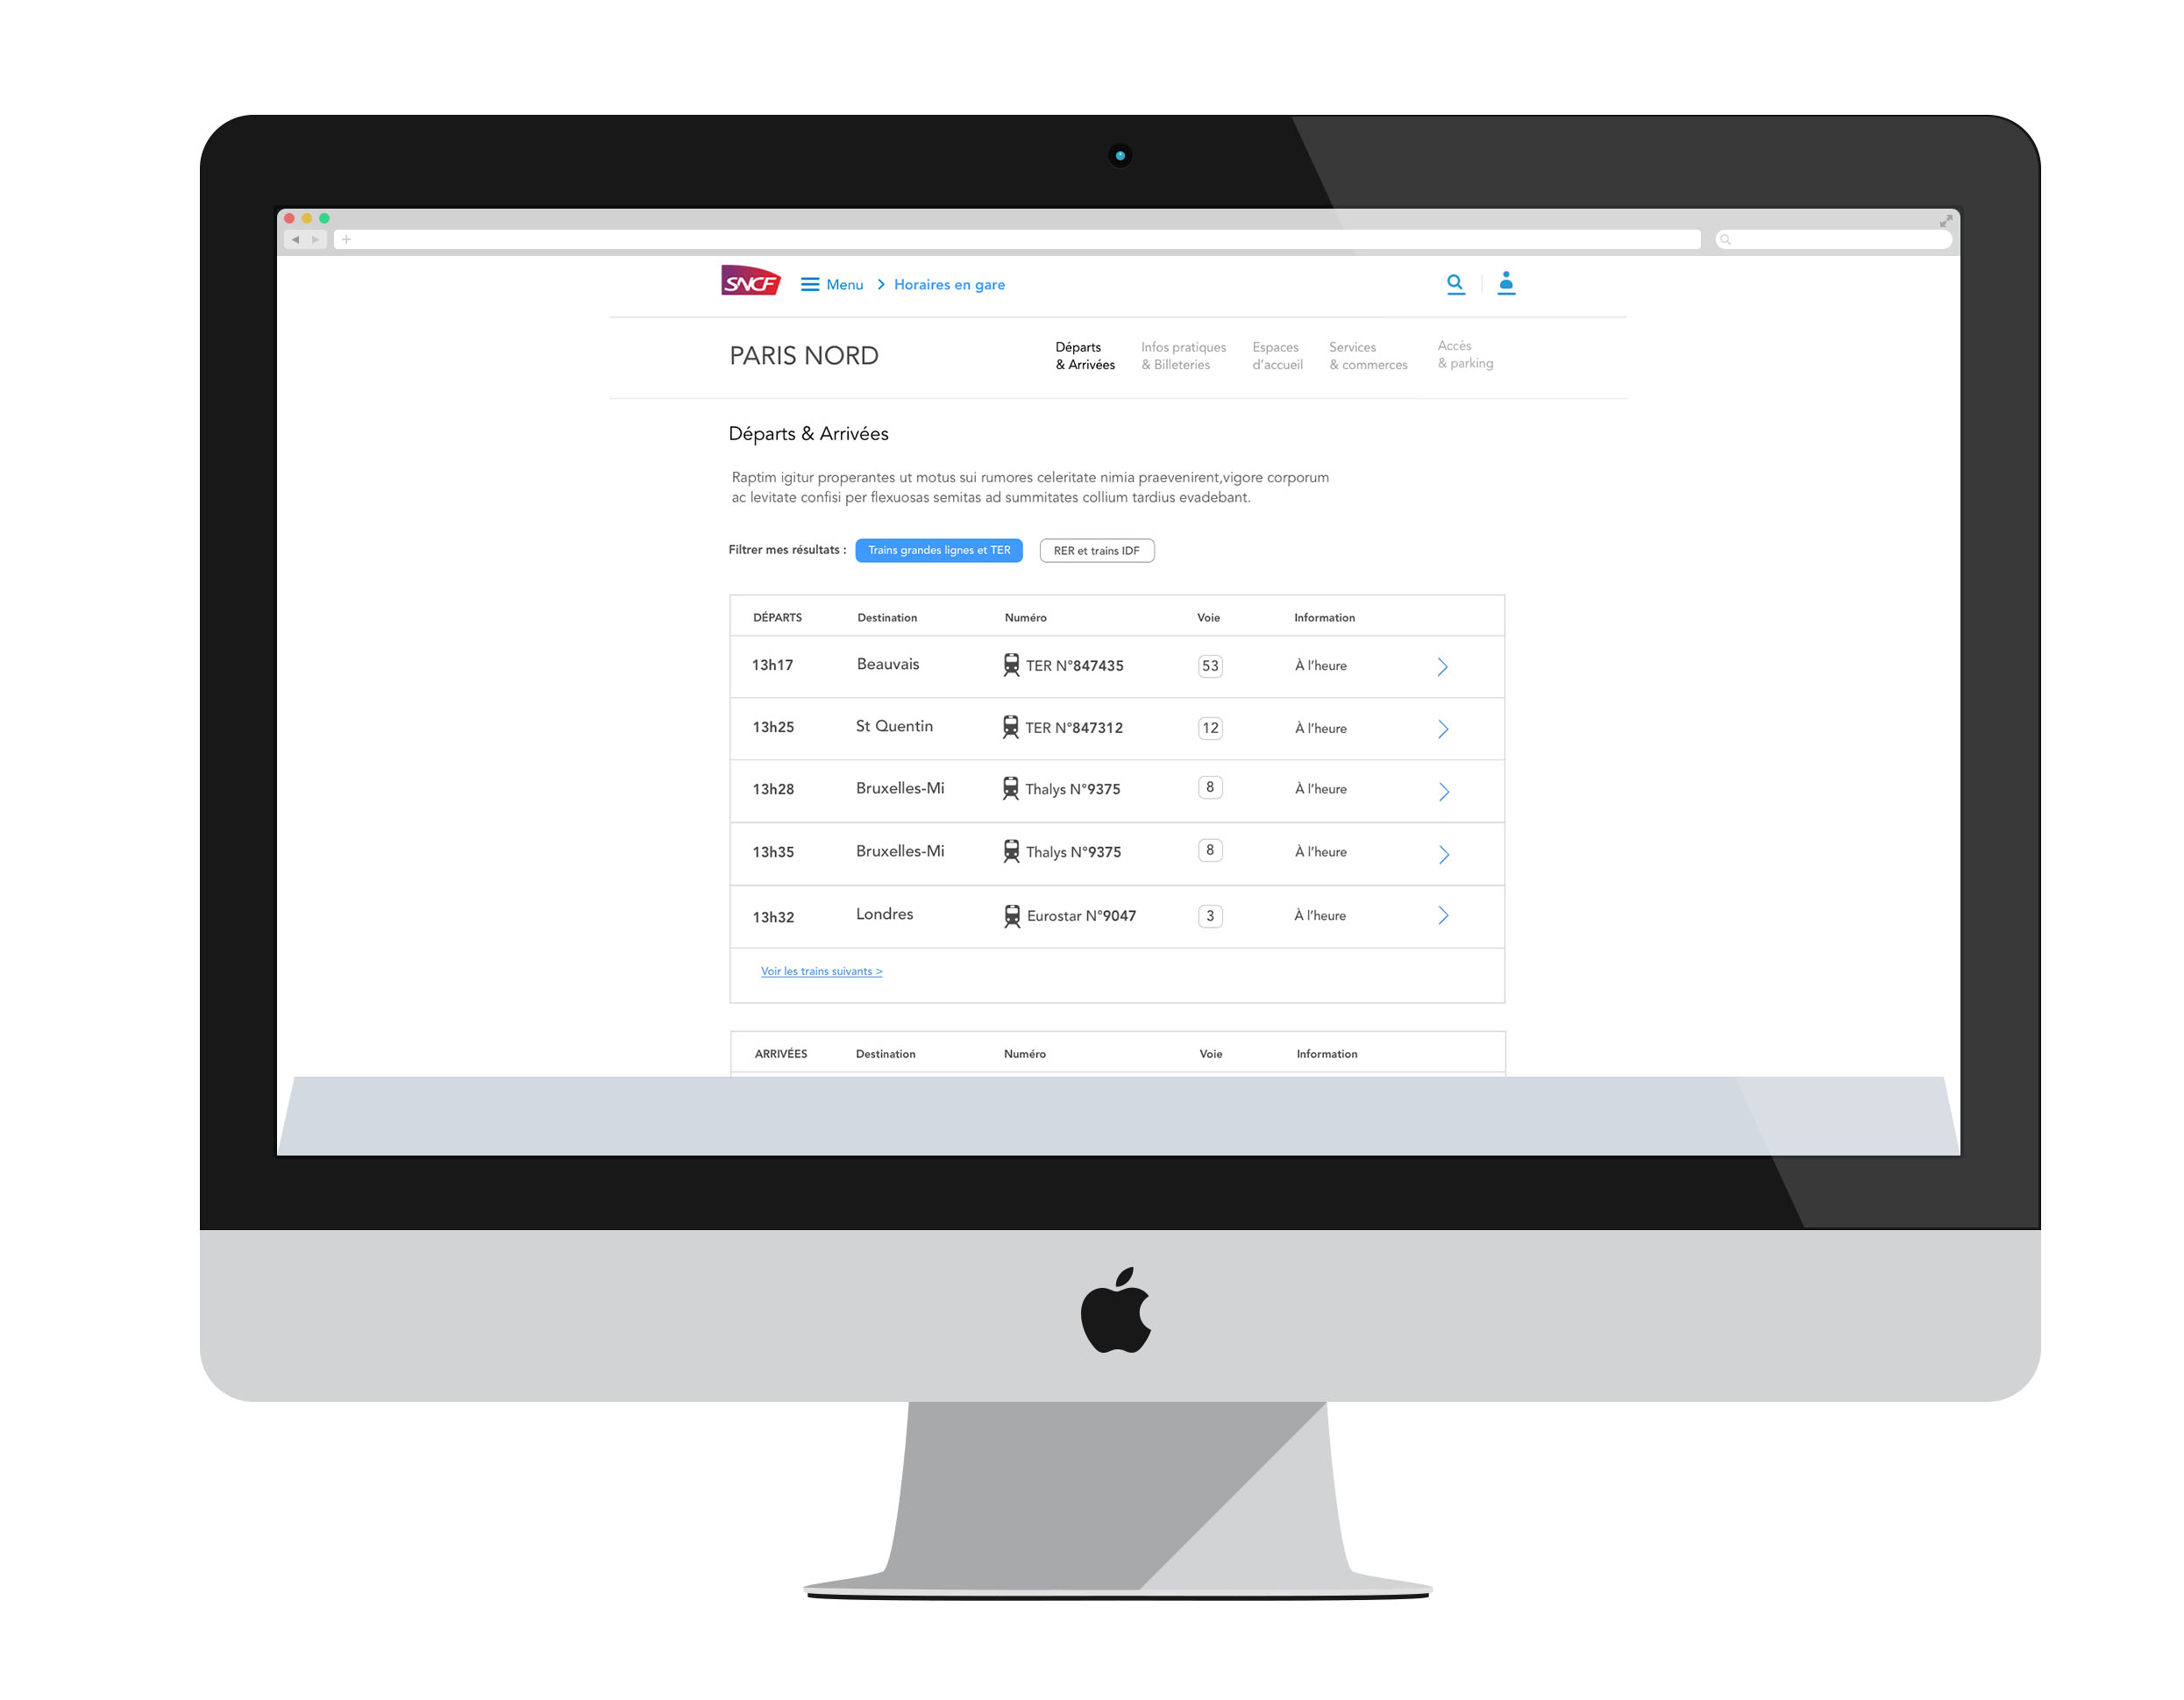 SNCF Menu > Horaires en gare
PARIS NORD
Départs
& Arrivées
Infos pratiques
& Billeteries
Espaces
d'accueil
Services
& commerces
Accès
& parking
Départs & Arrivées
Raptim igitur properantes ut motus sui rumores celeritate nimia praevenirent,vigore corporum
ac levitate confisi per flexuosas semitas ad summitates collium tardius evadebant.
Filtrer mes résultats : Trains grandes lignes et TER RER et trains IDF
DÉPARTS Destination Numéro Voie Information
13h17 Beauvais TER N°847435 53 À l'heure
13h25 St Quentin TER N°847312 12 À l'heure
13h28 Bruxelles-Mi Thalys N°9375 8 À l'heure
13h35 Bruxelles-Mi Thalys N°9375 8 À l'heure
13h32 Londres Eurostar N°9047 3 À l'heure
Voir les trains suivants >
ARRIVÉES Destination Numéro Voie Information